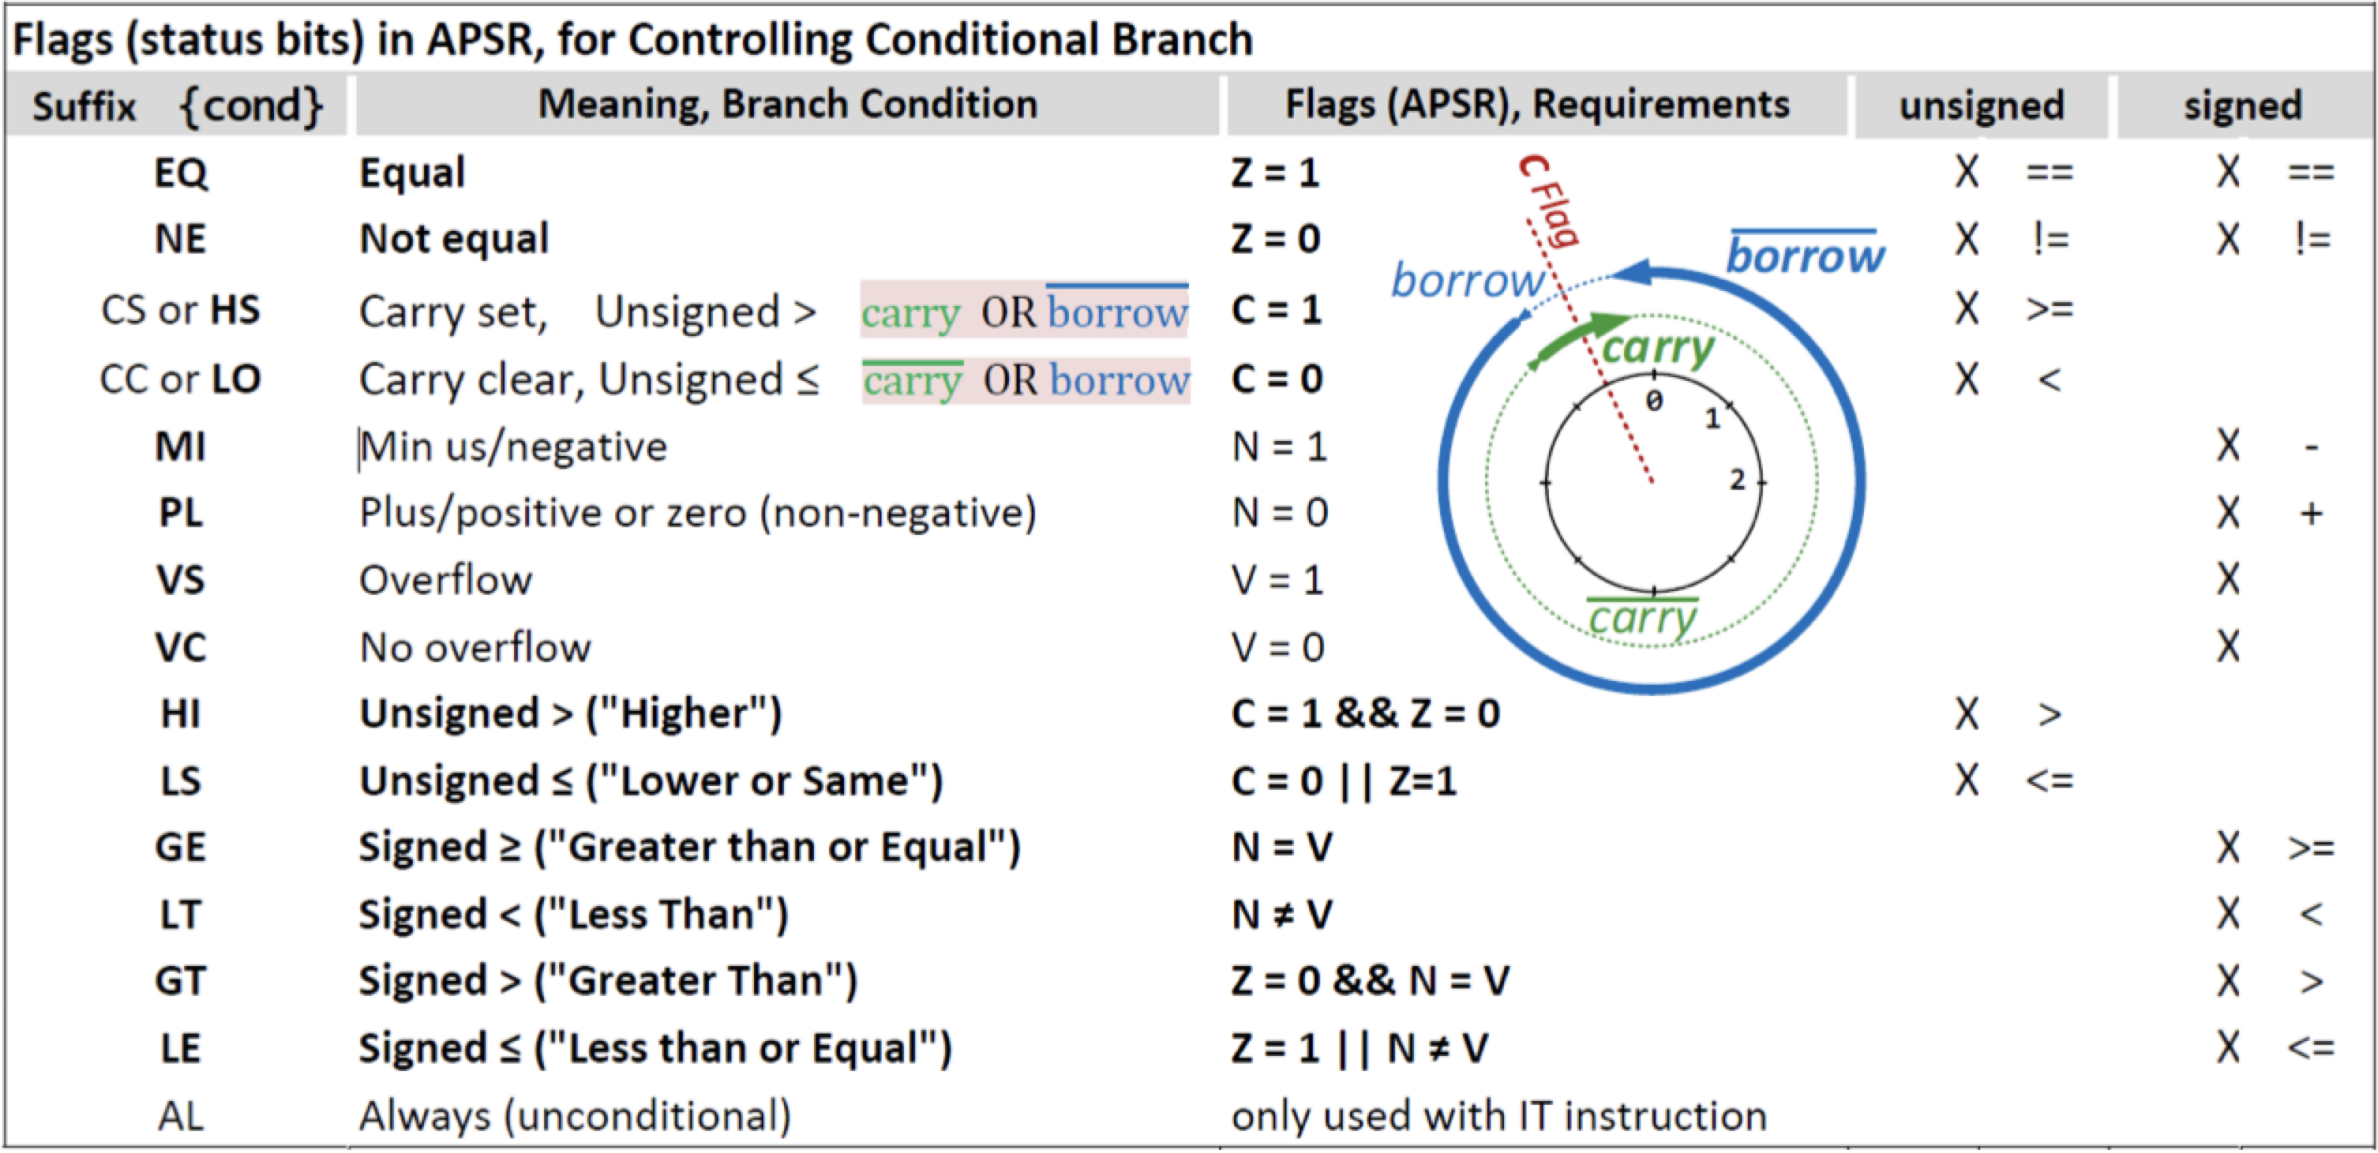 Flags (status bits) in APSR, for Controlling Conditional Branch
Suffix {cond} Meaning, Branch Condition Flags (APSR), Requirements unsigned signed
EQ Equal Z = 1 X == X ==
NE Not equal Z = 0 X != X !=
CS or HS Carry set, Unsigned > carry OR borrow C = 1 X >=
CC or LO Carry clear, Unsigned ≤ carry OR borrow C = 0 X <
MI Min us/negative N = 1 X -
PL Plus/positive or zero (non-negative) N = 0 X +
VS Overflow V = 1 X
VC No overflow V = 0 X
HI Unsigned > ("Higher") C = 1 && Z = 0 X >
LS Unsigned ≤ ("Lower or Same") C = 0 || Z=1 X <=
GE Signed ≥ ("Greater than or Equal") N = V X >=
LT Signed < ("Less Than") N ≠ V X <
GT Signed > ("Greater Than") Z = 0 && N = V X >
LE Signed ≤ ("Less than or Equal") Z = 1 || N ≠ V X <=
AL Always (unconditional) only used with IT instruction
C Flag
borrow
borrow
carry
0
1
2
carry